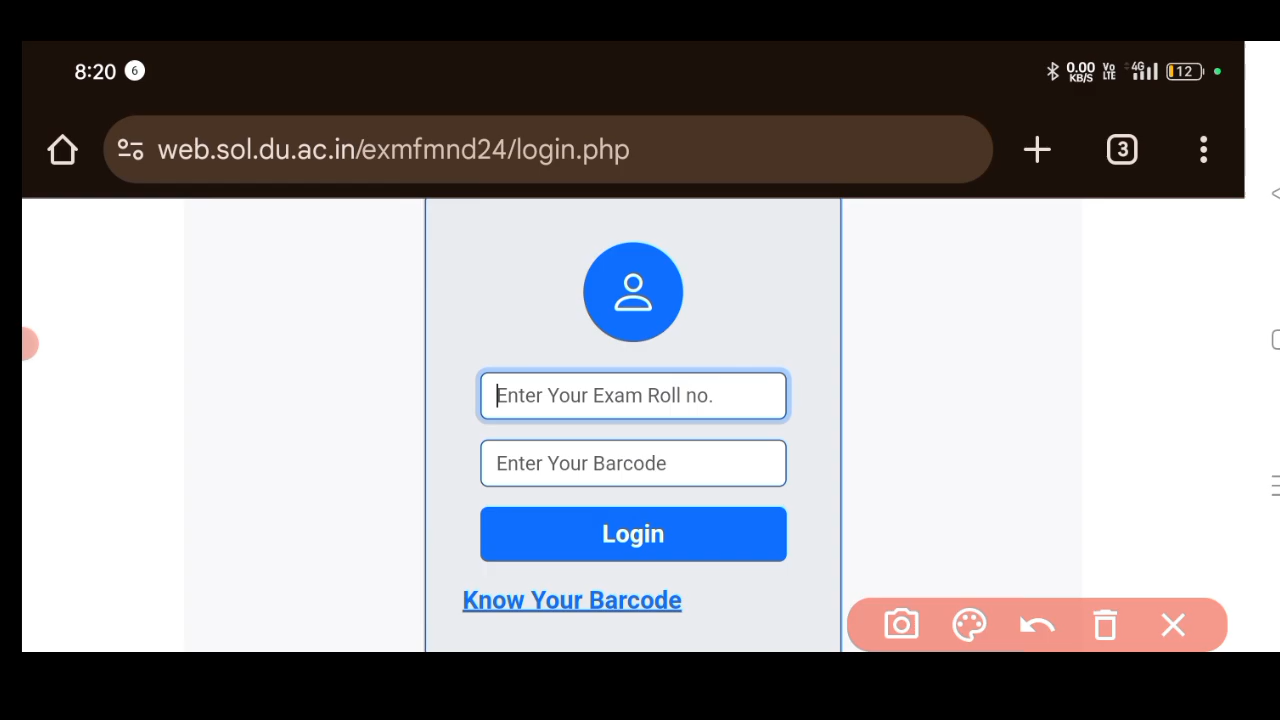 8:20 6
0.00 KB/S Vo LTE 4G 12
web.sol.du.ac.in/exmfmnd24/login.php
3
Enter Your Exam Roll no.
Enter Your Barcode
Login
Know Your Barcode